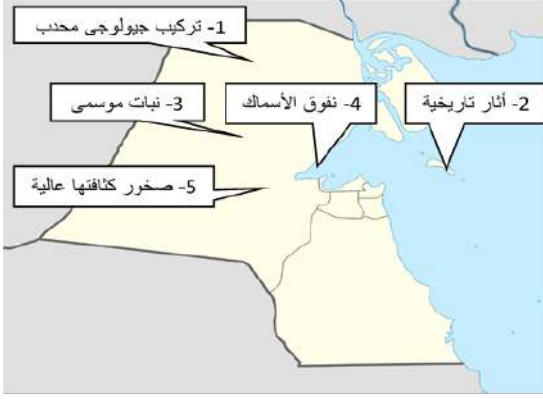 1- تركيب جيولوجى محدب
2- أثار تاريخية
4- نفوق الأسماك
3- نبات موسمى
5- صخور كثافتها عالية